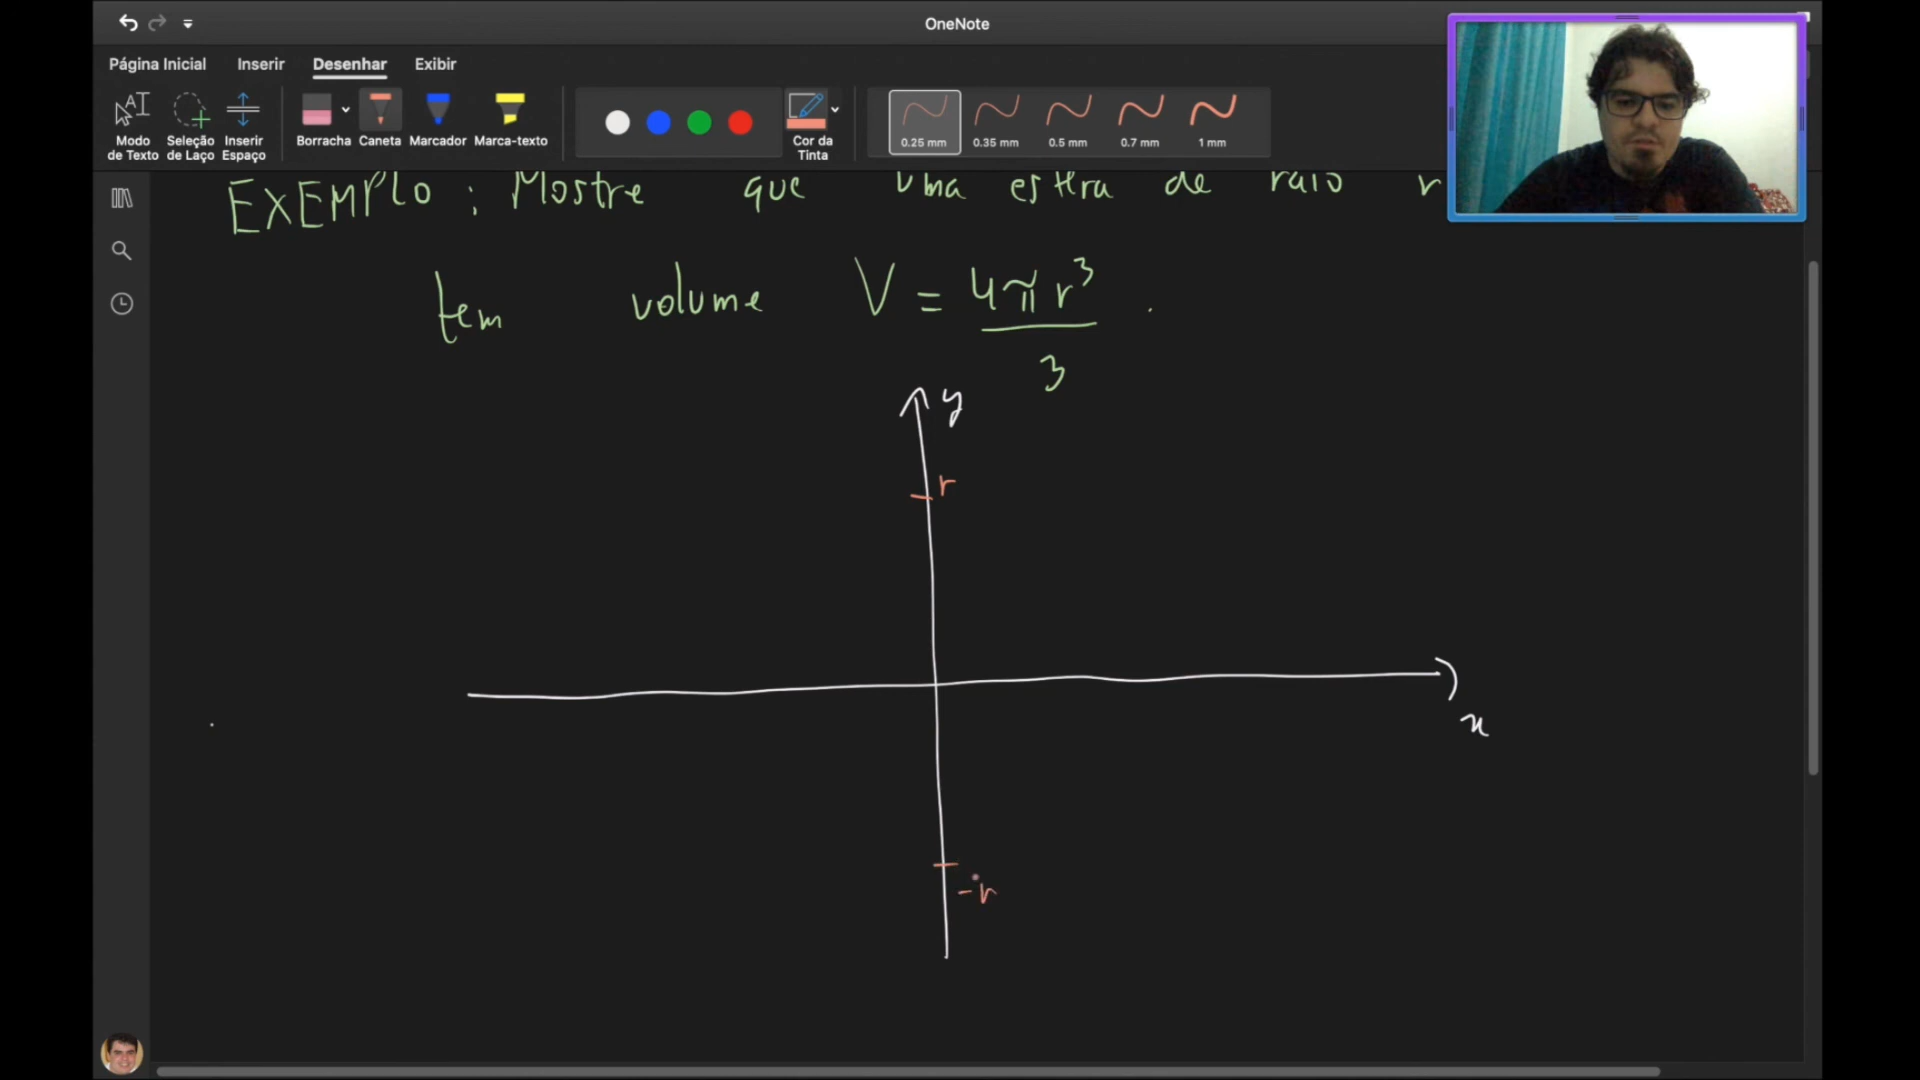 OneNote
Página Inicial Inserir Desenhar Exibir
Modo de Texto Seleção de Laço Inserir Espaço Borracha Caneta Marcador Marca-texto Cor da Tinta 0.25 mm 0.35 mm 0.5 mm 0.7 mm 1 mm
EXEMPLO: Mostre que uma esfera de raio r
tem volume V = 4πr³/3 .
y
r
x
-r